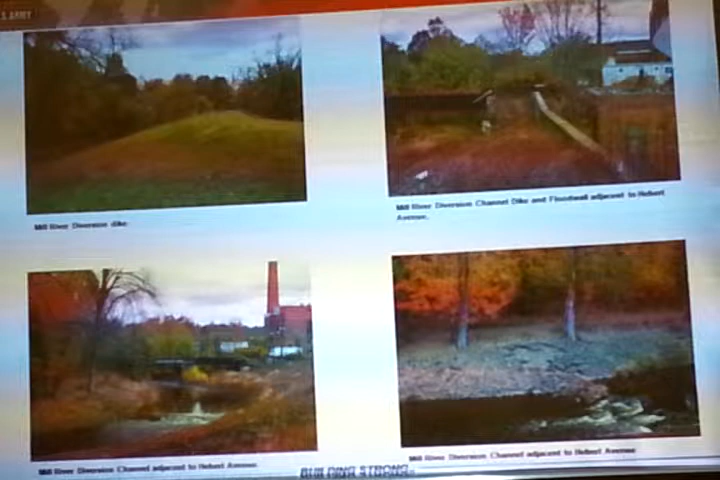 U.S. ARMY
Mill River Diversion dike
Mill River Diversion Channel Dike and Floodwall adjacent to Hebert
Avenue.
Mill River Diversion Channel adjacent to Hebert Avenue
Mill River Diversion Channel adjacent to Hebert Avenue
BUILDING STRONG